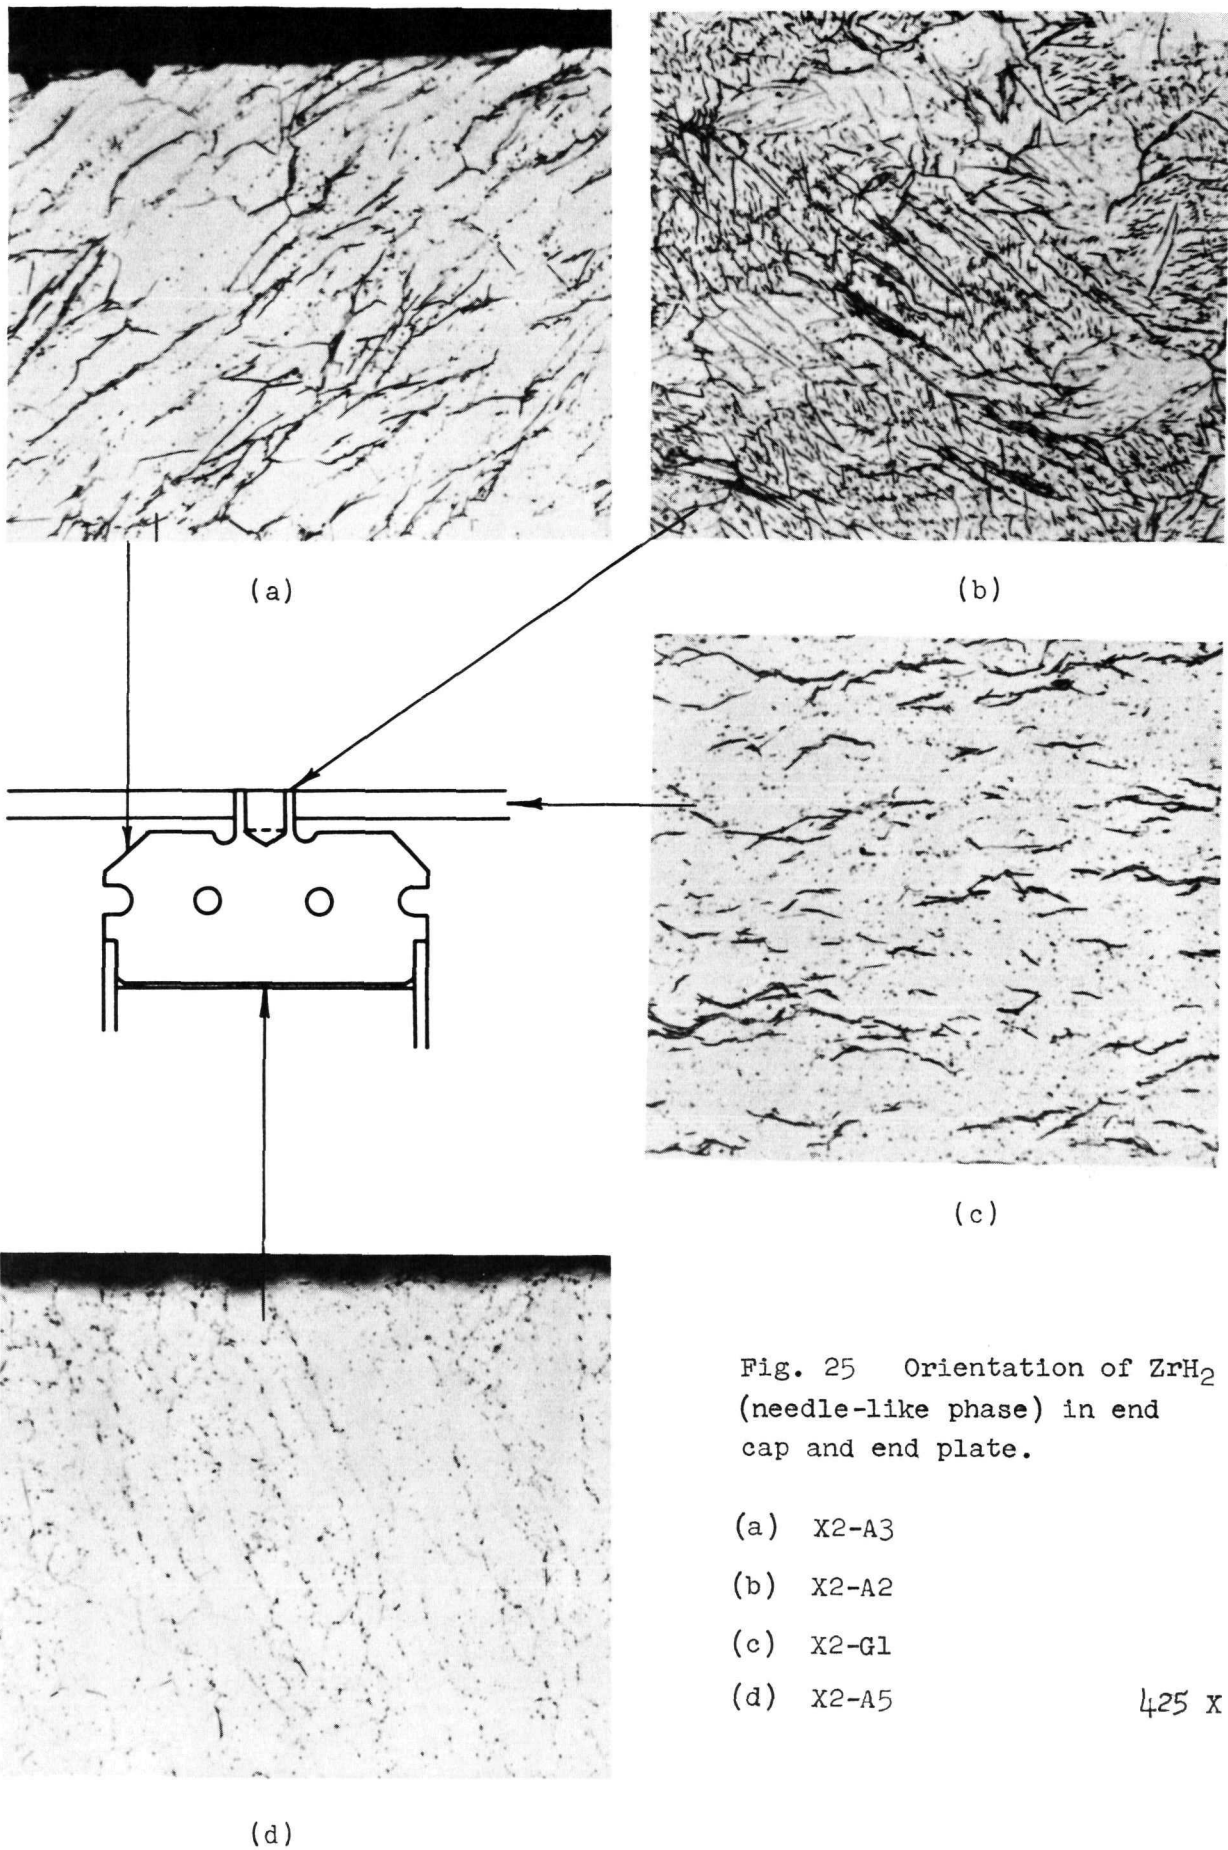 (a)
(b)
(c)
(d)
Fig. 25 Orientation of ZrH2
(needle-like phase) in end
cap and end plate.
(a) X2-A3
(b) X2-A2
(c) X2-G1
(d) X2-A5 425 X